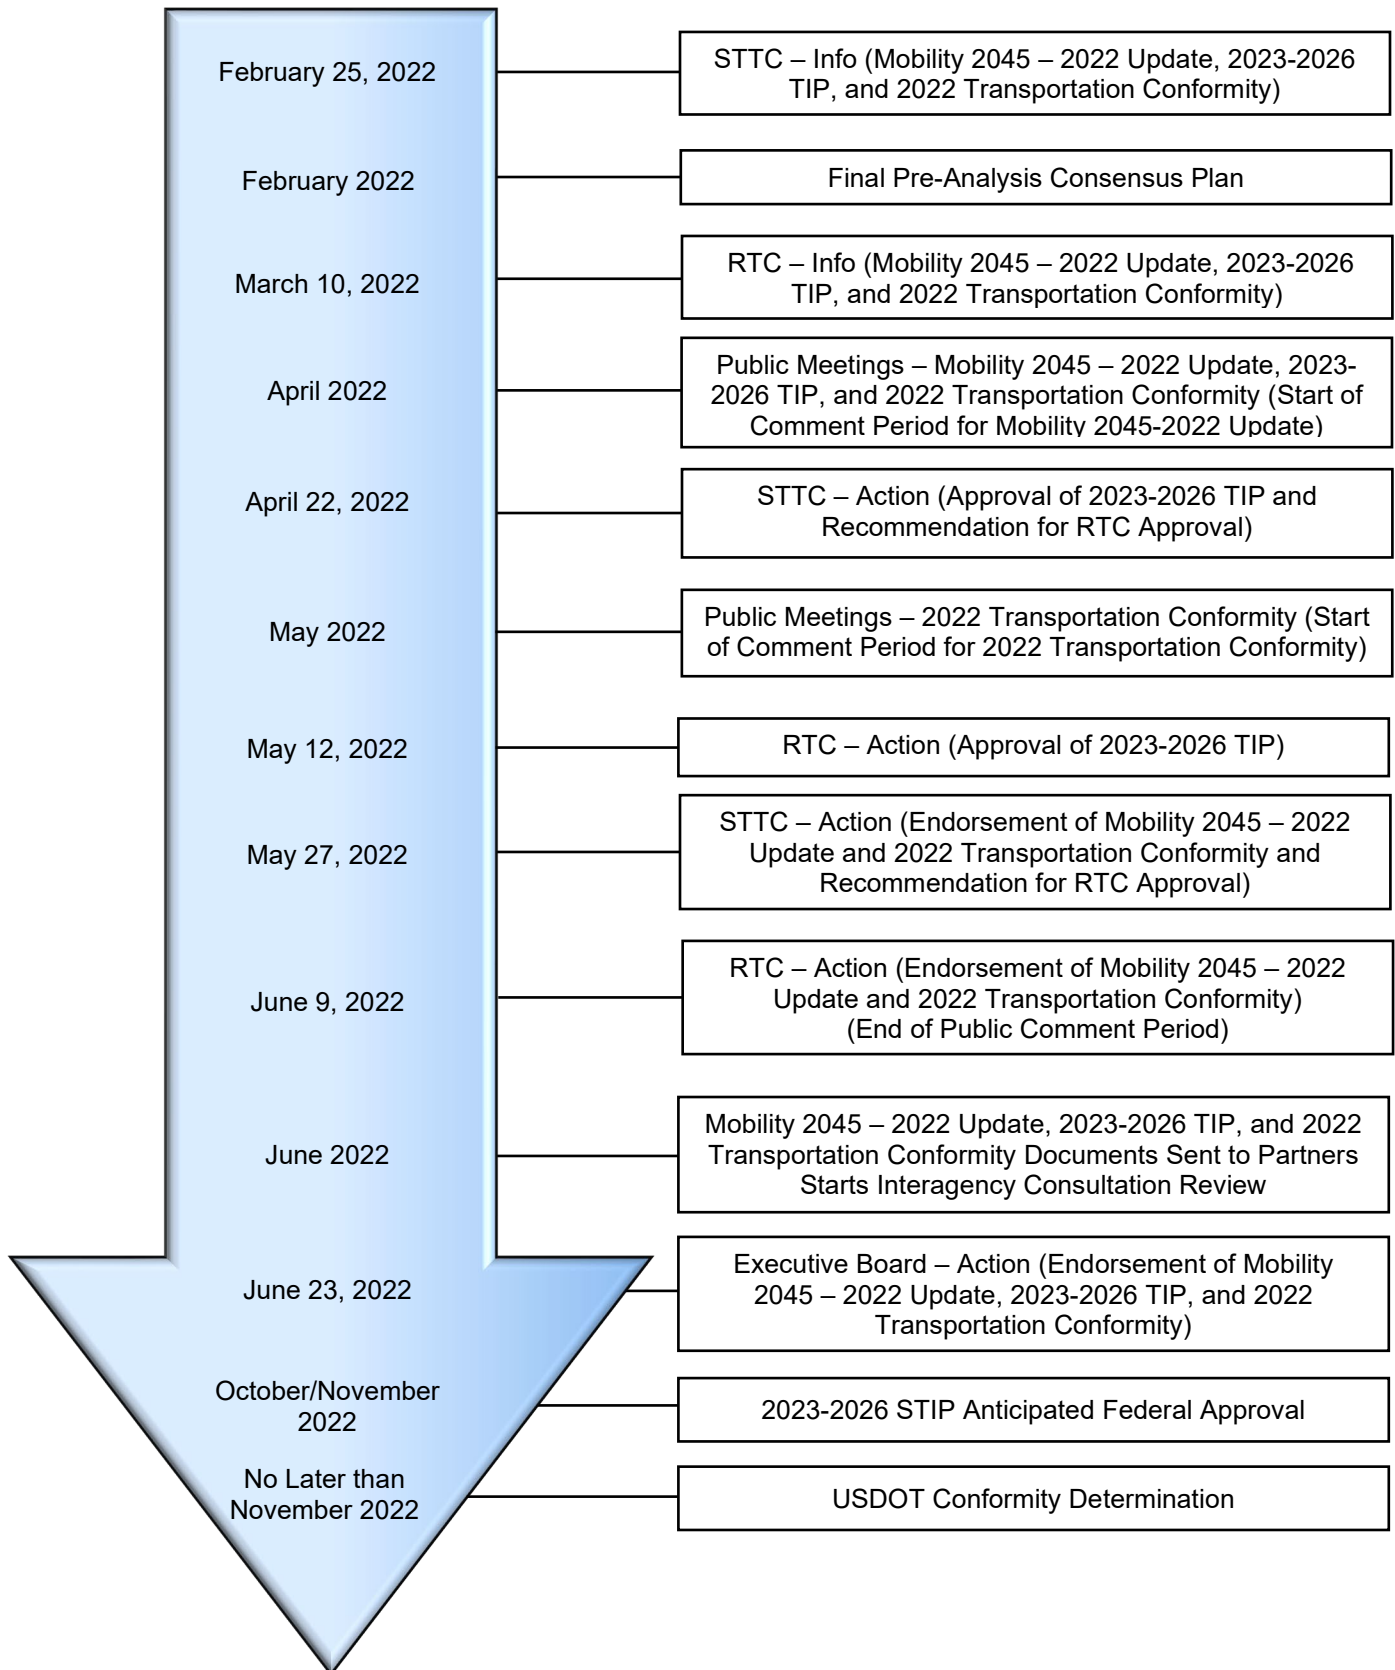 February 25, 2022
STTC – Info (Mobility 2045 – 2022 Update, 2023-2026
TIP, and 2022 Transportation Conformity)
February 2022
Final Pre-Analysis Consensus Plan
March 10, 2022
RTC – Info (Mobility 2045 – 2022 Update, 2023-2026
TIP, and 2022 Transportation Conformity)
April 2022
Public Meetings – Mobility 2045 – 2022 Update, 2023-
2026 TIP, and 2022 Transportation Conformity (Start of
Comment Period for Mobility 2045-2022 Update)
April 22, 2022
STTC – Action (Approval of 2023-2026 TIP and
Recommendation for RTC Approval)
May 2022
Public Meetings – 2022 Transportation Conformity (Start
of Comment Period for 2022 Transportation Conformity)
May 12, 2022
RTC – Action (Approval of 2023-2026 TIP)
May 27, 2022
STTC – Action (Endorsement of Mobility 2045 – 2022
Update and 2022 Transportation Conformity and
Recommendation for RTC Approval)
June 9, 2022
RTC – Action (Endorsement of Mobility 2045 – 2022
Update and 2022 Transportation Conformity)
(End of Public Comment Period)
June 2022
Mobility 2045 – 2022 Update, 2023-2026 TIP, and 2022
Transportation Conformity Documents Sent to Partners
Starts Interagency Consultation Review
June 23, 2022
Executive Board – Action (Endorsement of Mobility
2045 – 2022 Update, 2023-2026 TIP, and 2022
Transportation Conformity)
October/November
2022
2023-2026 STIP Anticipated Federal Approval
No Later than
November 2022
USDOT Conformity Determination